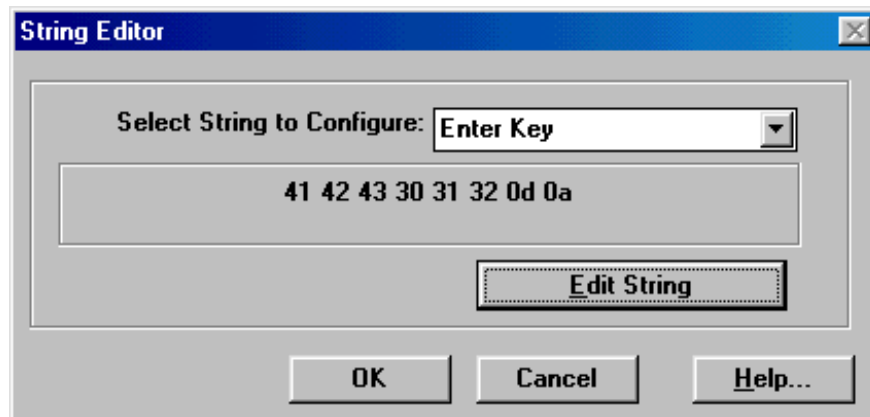 String Editor
Select String to Configure: Enter Key
41 42 43 30 31 32 0d 0a
Edit String
OK Cancel Help...